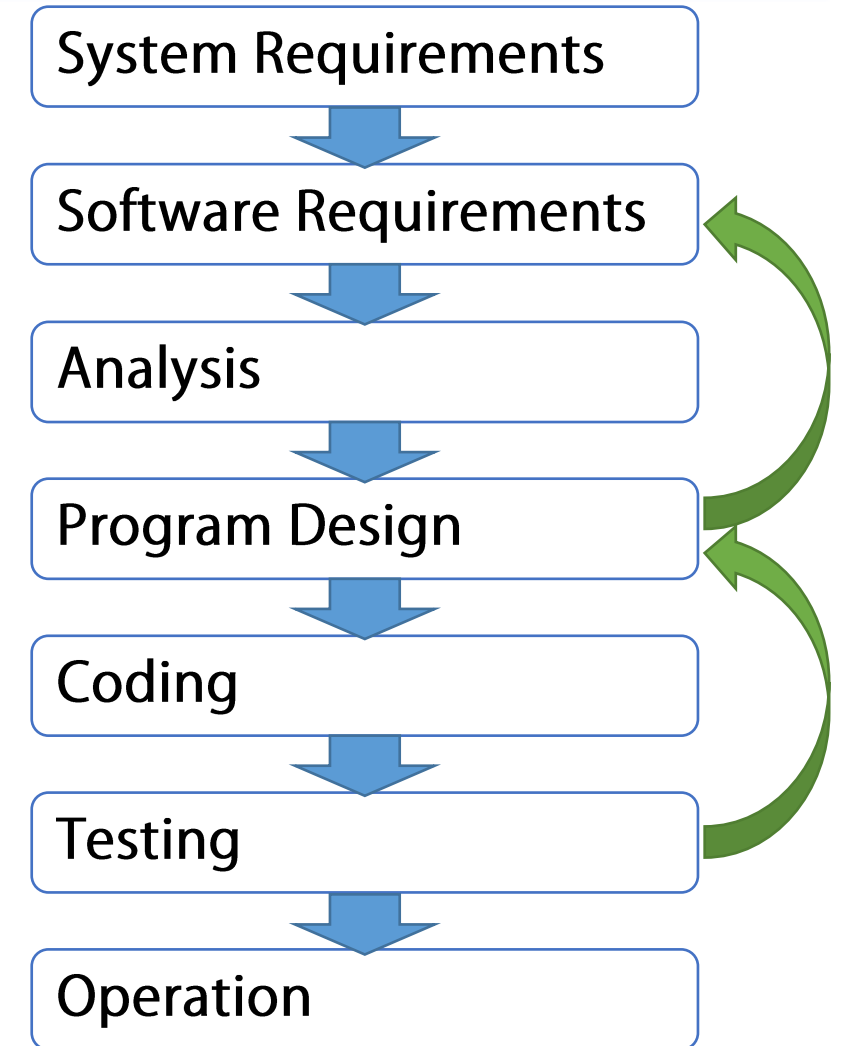 System Requirements
Software Requirements
Analysis
Program Design
Coding
Testing
Operation